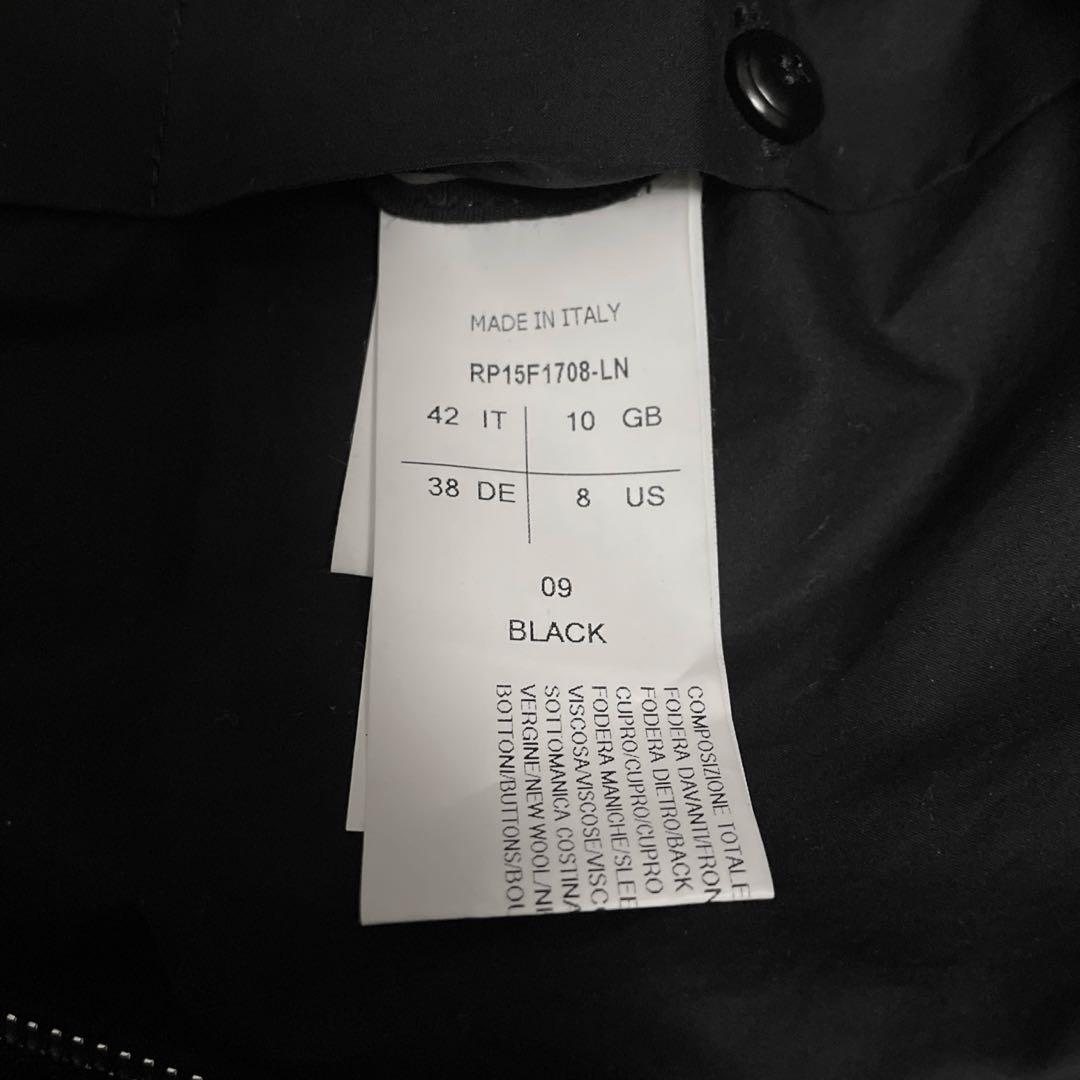 MADE IN ITALY
RP15F1708-LN
42 IT 10 GB
38 DE 8 US
09
BLACK
COMPOSIZIONE TOTALE
FODERA DAVANTI/FRON
FODERA DIETRO/BACK
CUPRO/CUPRO/CUPRO
FODERA MANICHE/SLEE
VISCOSA/VISCOSE/VISC
SOTTOMANICA COSTINA
VERGINE/NEW WOOL/
BOTTONI/BUTTONS/BOU